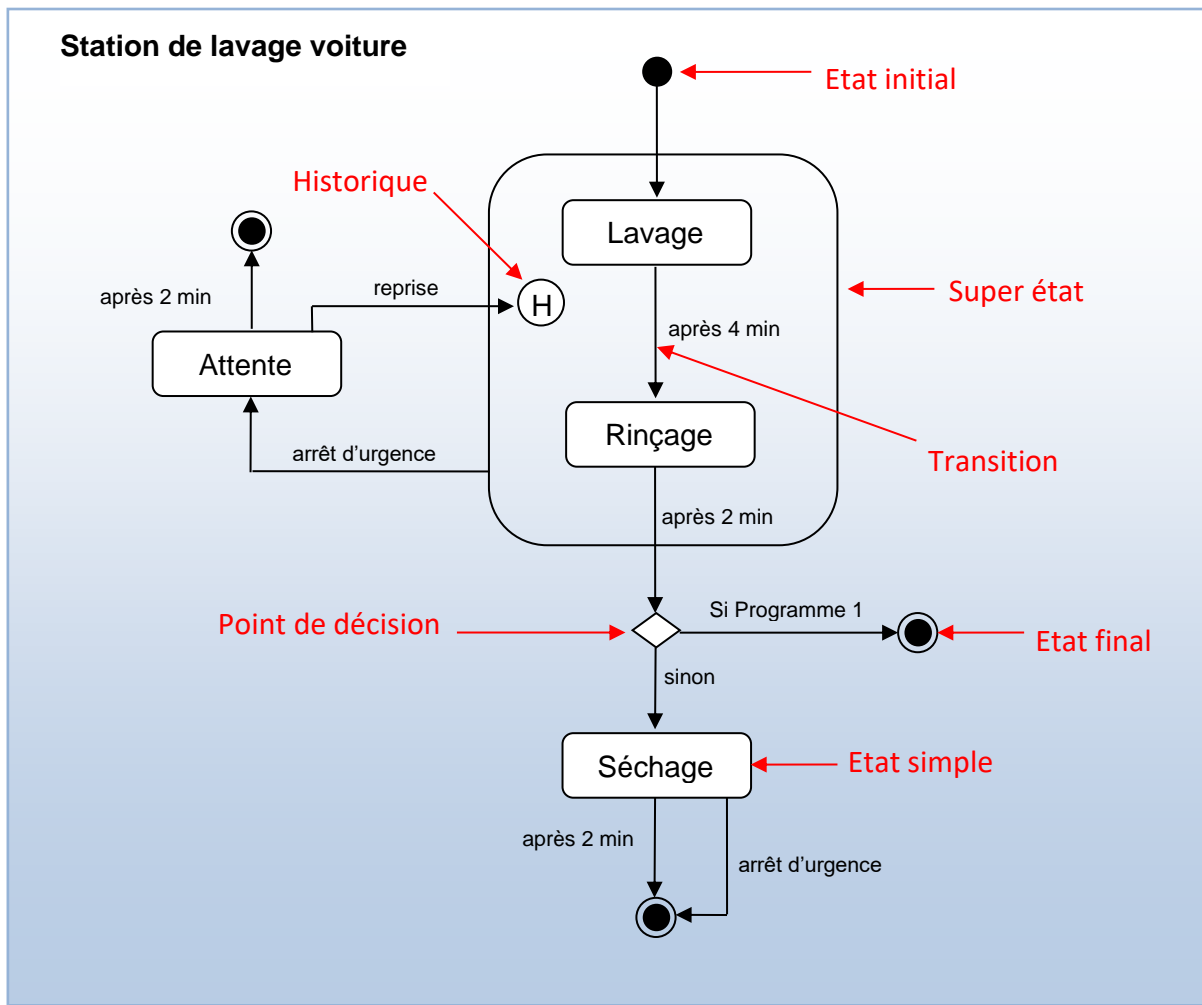 Station de lavage voiture
Etat initial
Historique
Lavage
après 2 min
reprise
H
Super état
après 4 min
Attente
Rinçage
arrêt d’urgence
Transition
après 2 min
Si Programme 1
Point de décision
Etat final
sinon
Séchage
Etat simple
après 2 min
arrêt d’urgence